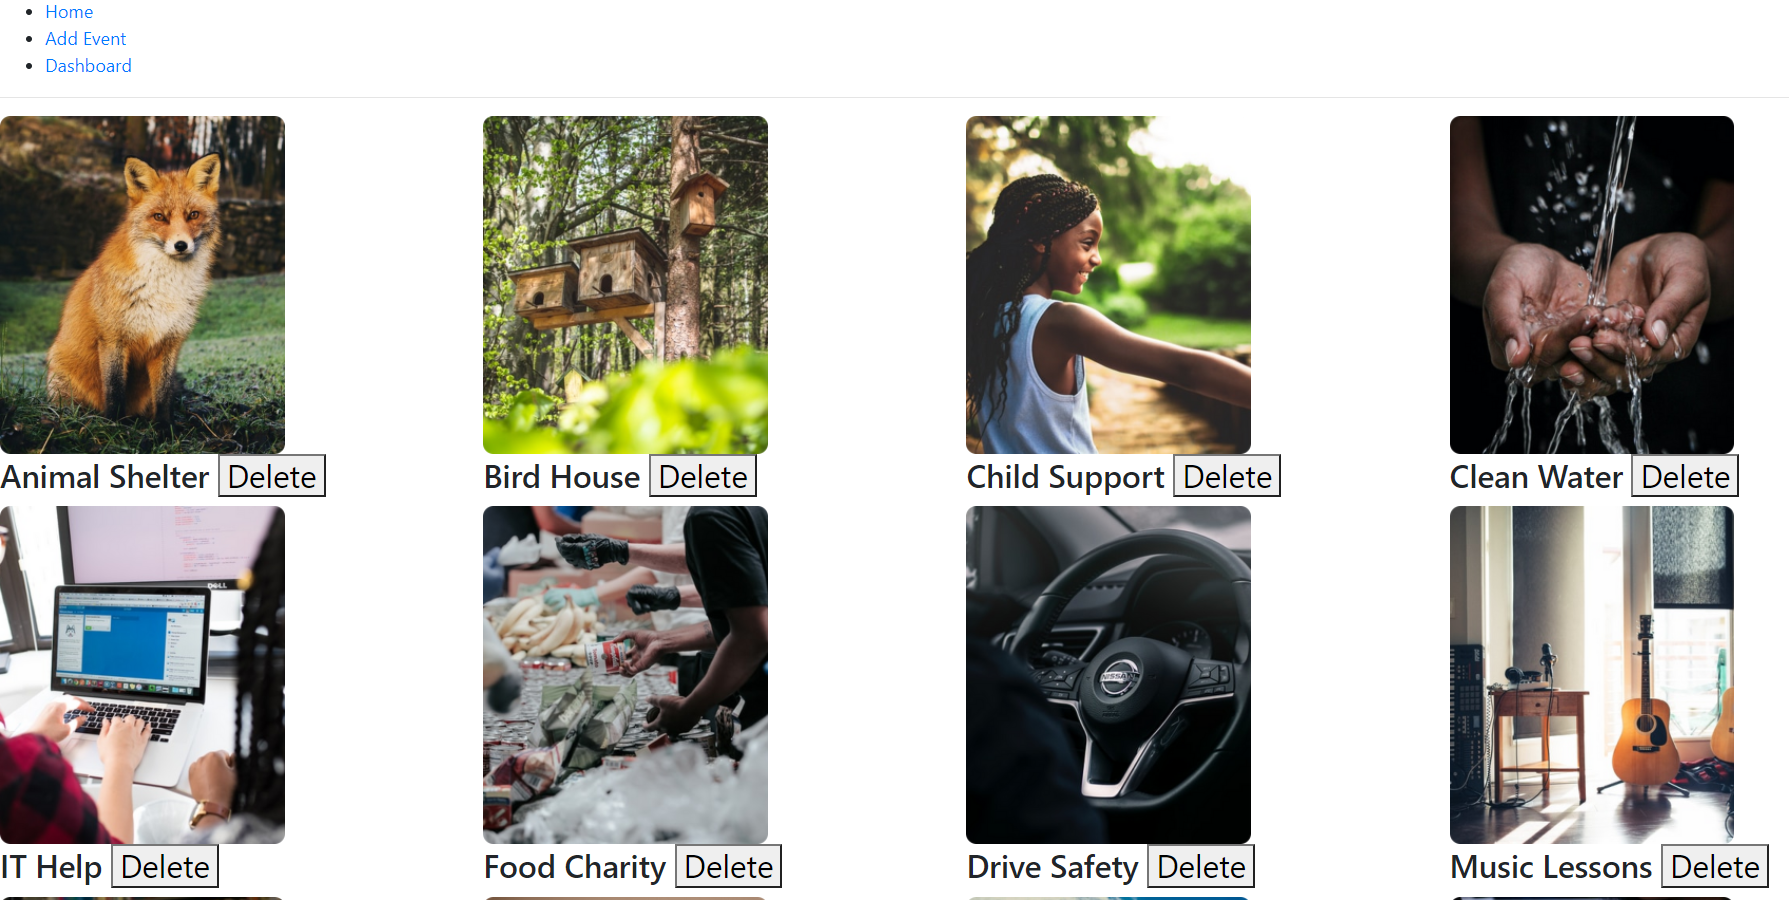 Home
Add Event
Dashboard
Animal Shelter Delete
Bird House Delete
Child Support Delete
Clean Water Delete
DELL
NISSAN
IT Help Delete
Food Charity Delete
Drive Safety Delete
Music Lessons Delete